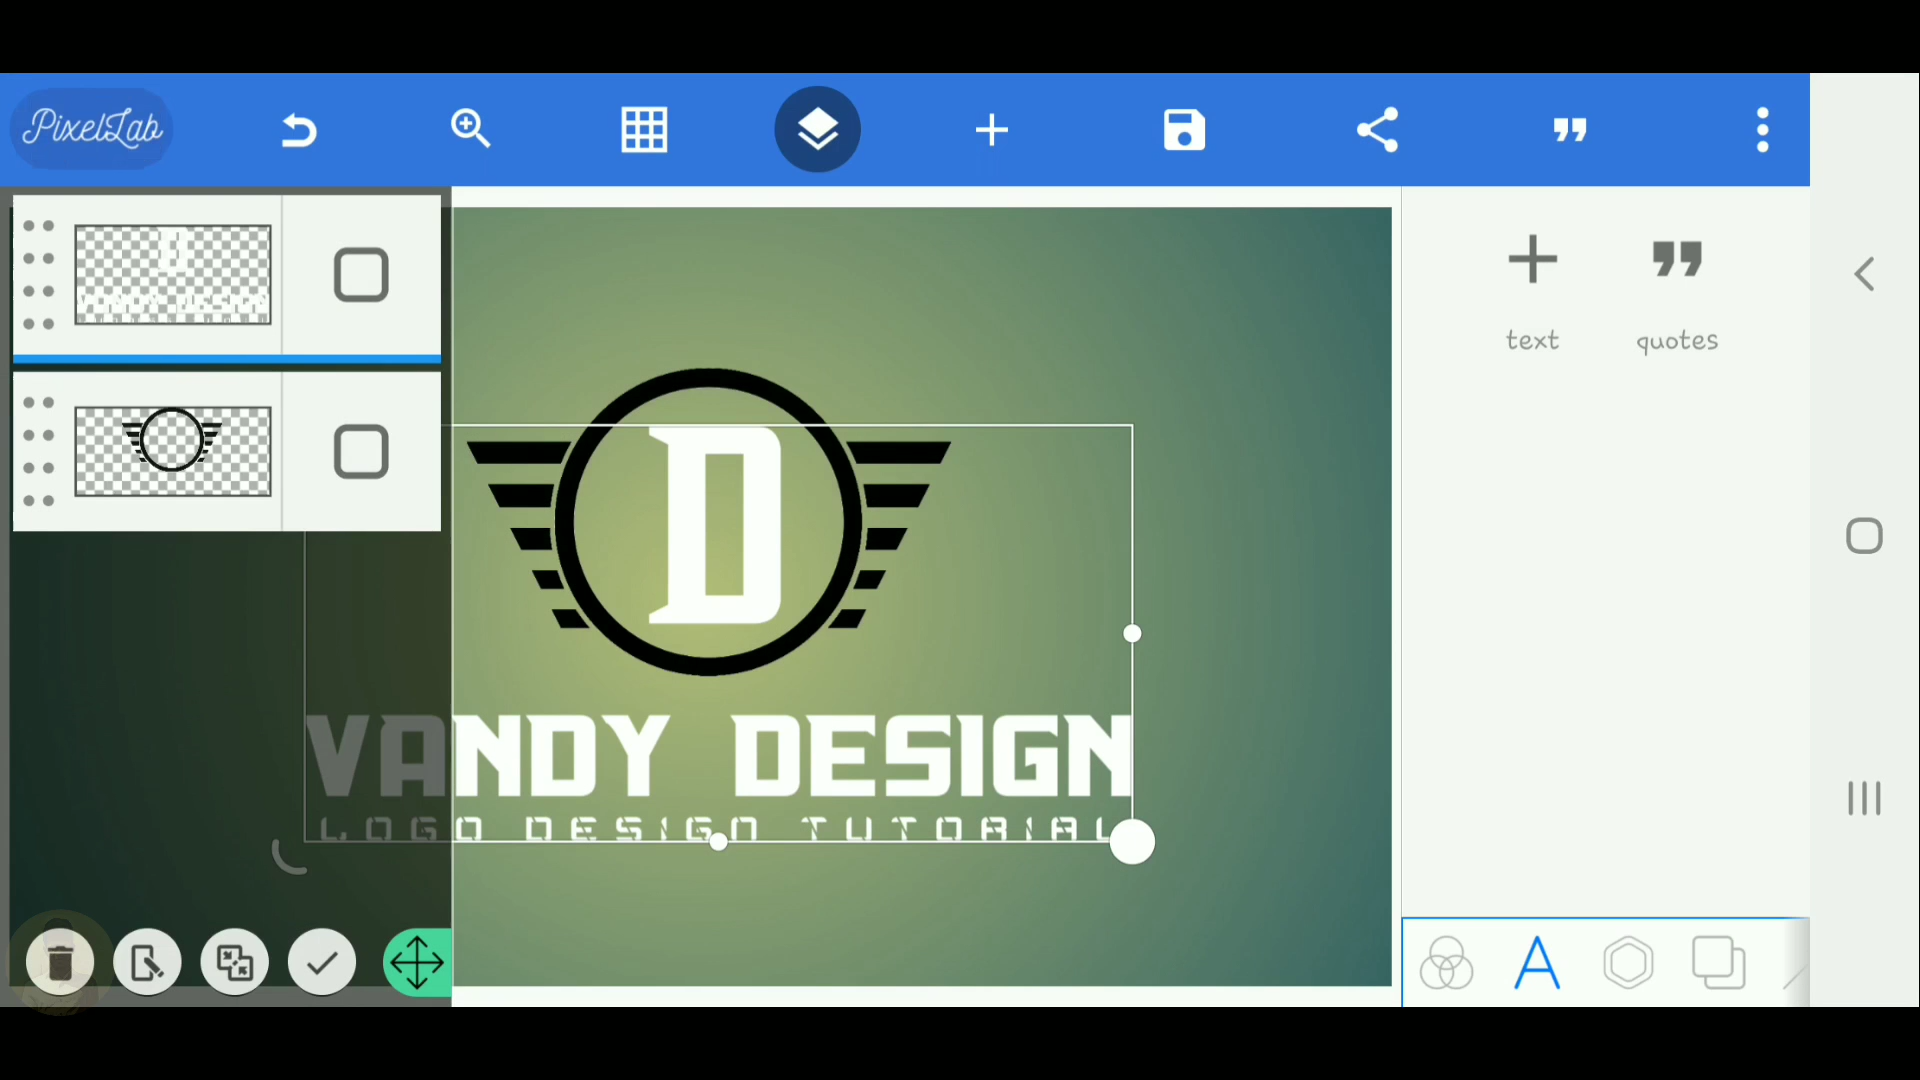 PixelLab
text
quotes
D
VANDY DESIGN
LOGO DESIGN TUTORIAL